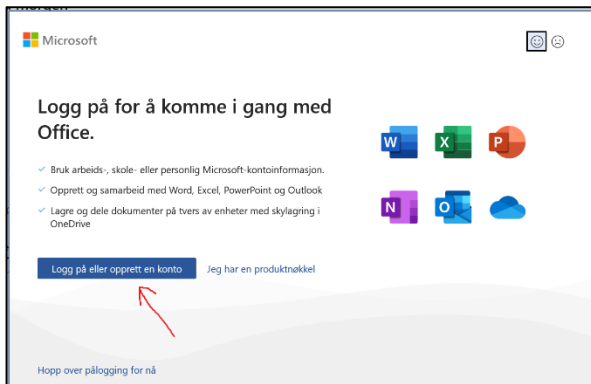 Microsoft
Logg på for å komme i gang med
Office.
Bruk arbeids-, skole- eller personlig Microsoft-kontoinformasjon.
Opprett og samarbeid med Word, Excel, PowerPoint og Outlook
Lagre og dele dokumenter på tvers av enheter med skylagring i
OneDrive
W X P
N O
Logg på eller opprett en konto Jeg har en produktnøkkel
Hopp over pålogging for nå